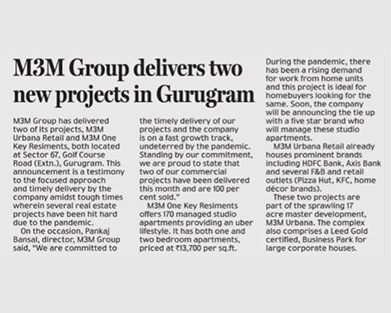 M3M Group delivers two
new projects in Gurugram
M3M Group has delivered
two of its projects, M3M
Urbana Retail and M3M One
Key Resiments, both located
at Sector 67, Golf Course
Road (Extn.), Gurugram. This
announcement is a testimony
to the focused approach
and timely delivery by the
company amidst tough times
wherein several real estate
projects have been hit hard
due to the pandemic.
On the occasion, Pankaj
Bansal, director, M3M Group
said, “We are committed to
the timely delivery of our
projects and the company
is on a fast growth track,
undeterred by the pandemic.
Standing by our commitment,
we are proud to state that
two of our commercial
projects have been delivered
this month and are 100 per
cent sold.”
M3M One Key Resiments
offers 170 managed studio
apartments providing an uber
lifestyle. It has both one and
two bedroom apartments,
priced at ₹13,700 per sq.ft.
During the pandemic, there
has been a rising demand
for work from home units
and this project is ideal for
homebuyers looking for the
same. Soon, the company
will be announcing the tie up
with a five star brand who
will manage these studio
apartments.
M3M Urbana Retail already
houses prominent brands
including HDFC Bank, Axis Bank
and several F&B and retail
outlets (Pizza Hut, KFC, home
décor brands).
These two projects are
part of the sprawling 17
acre master development,
M3M Urbana. The complex
also comprises a Leed Gold
certified, Business Park for
large corporate houses.